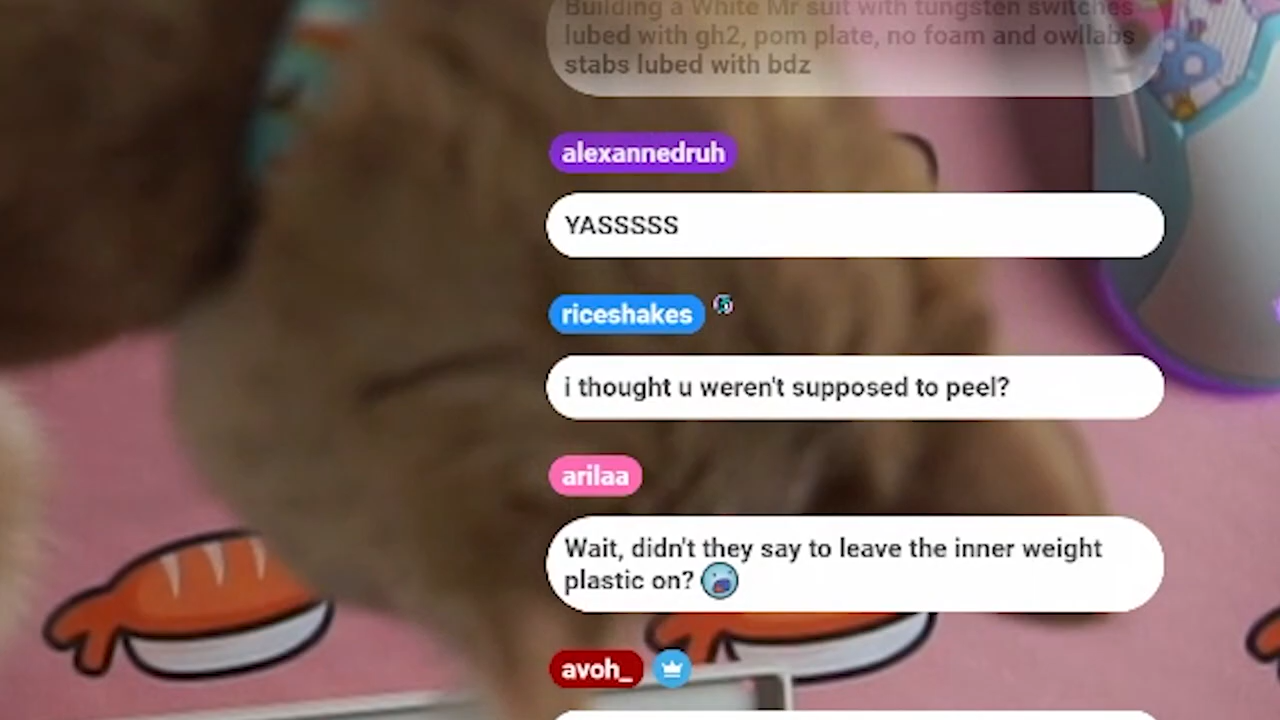 Building a White Mr suit with tungsten switches
lubed with gh2, pom plate, no foam and owllabs
stabs lubed with bdz
alexannedruh
YASSSSS
riceshakes
i thought u weren't supposed to peel?
arilaa
Wait, didn't they say to leave the inner weight
plastic on?
avoh_